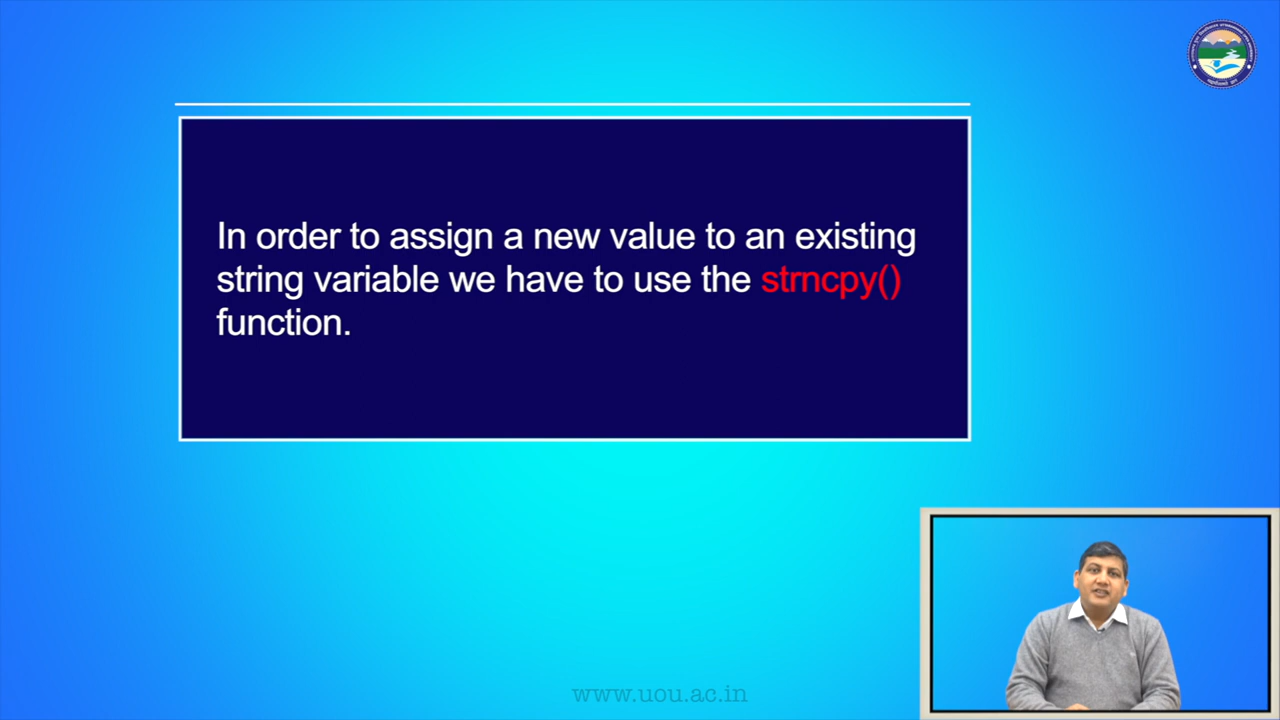 In order to assign a new value to an existing
string variable we have to use the strncpy()
function.
www.uou.ac.in